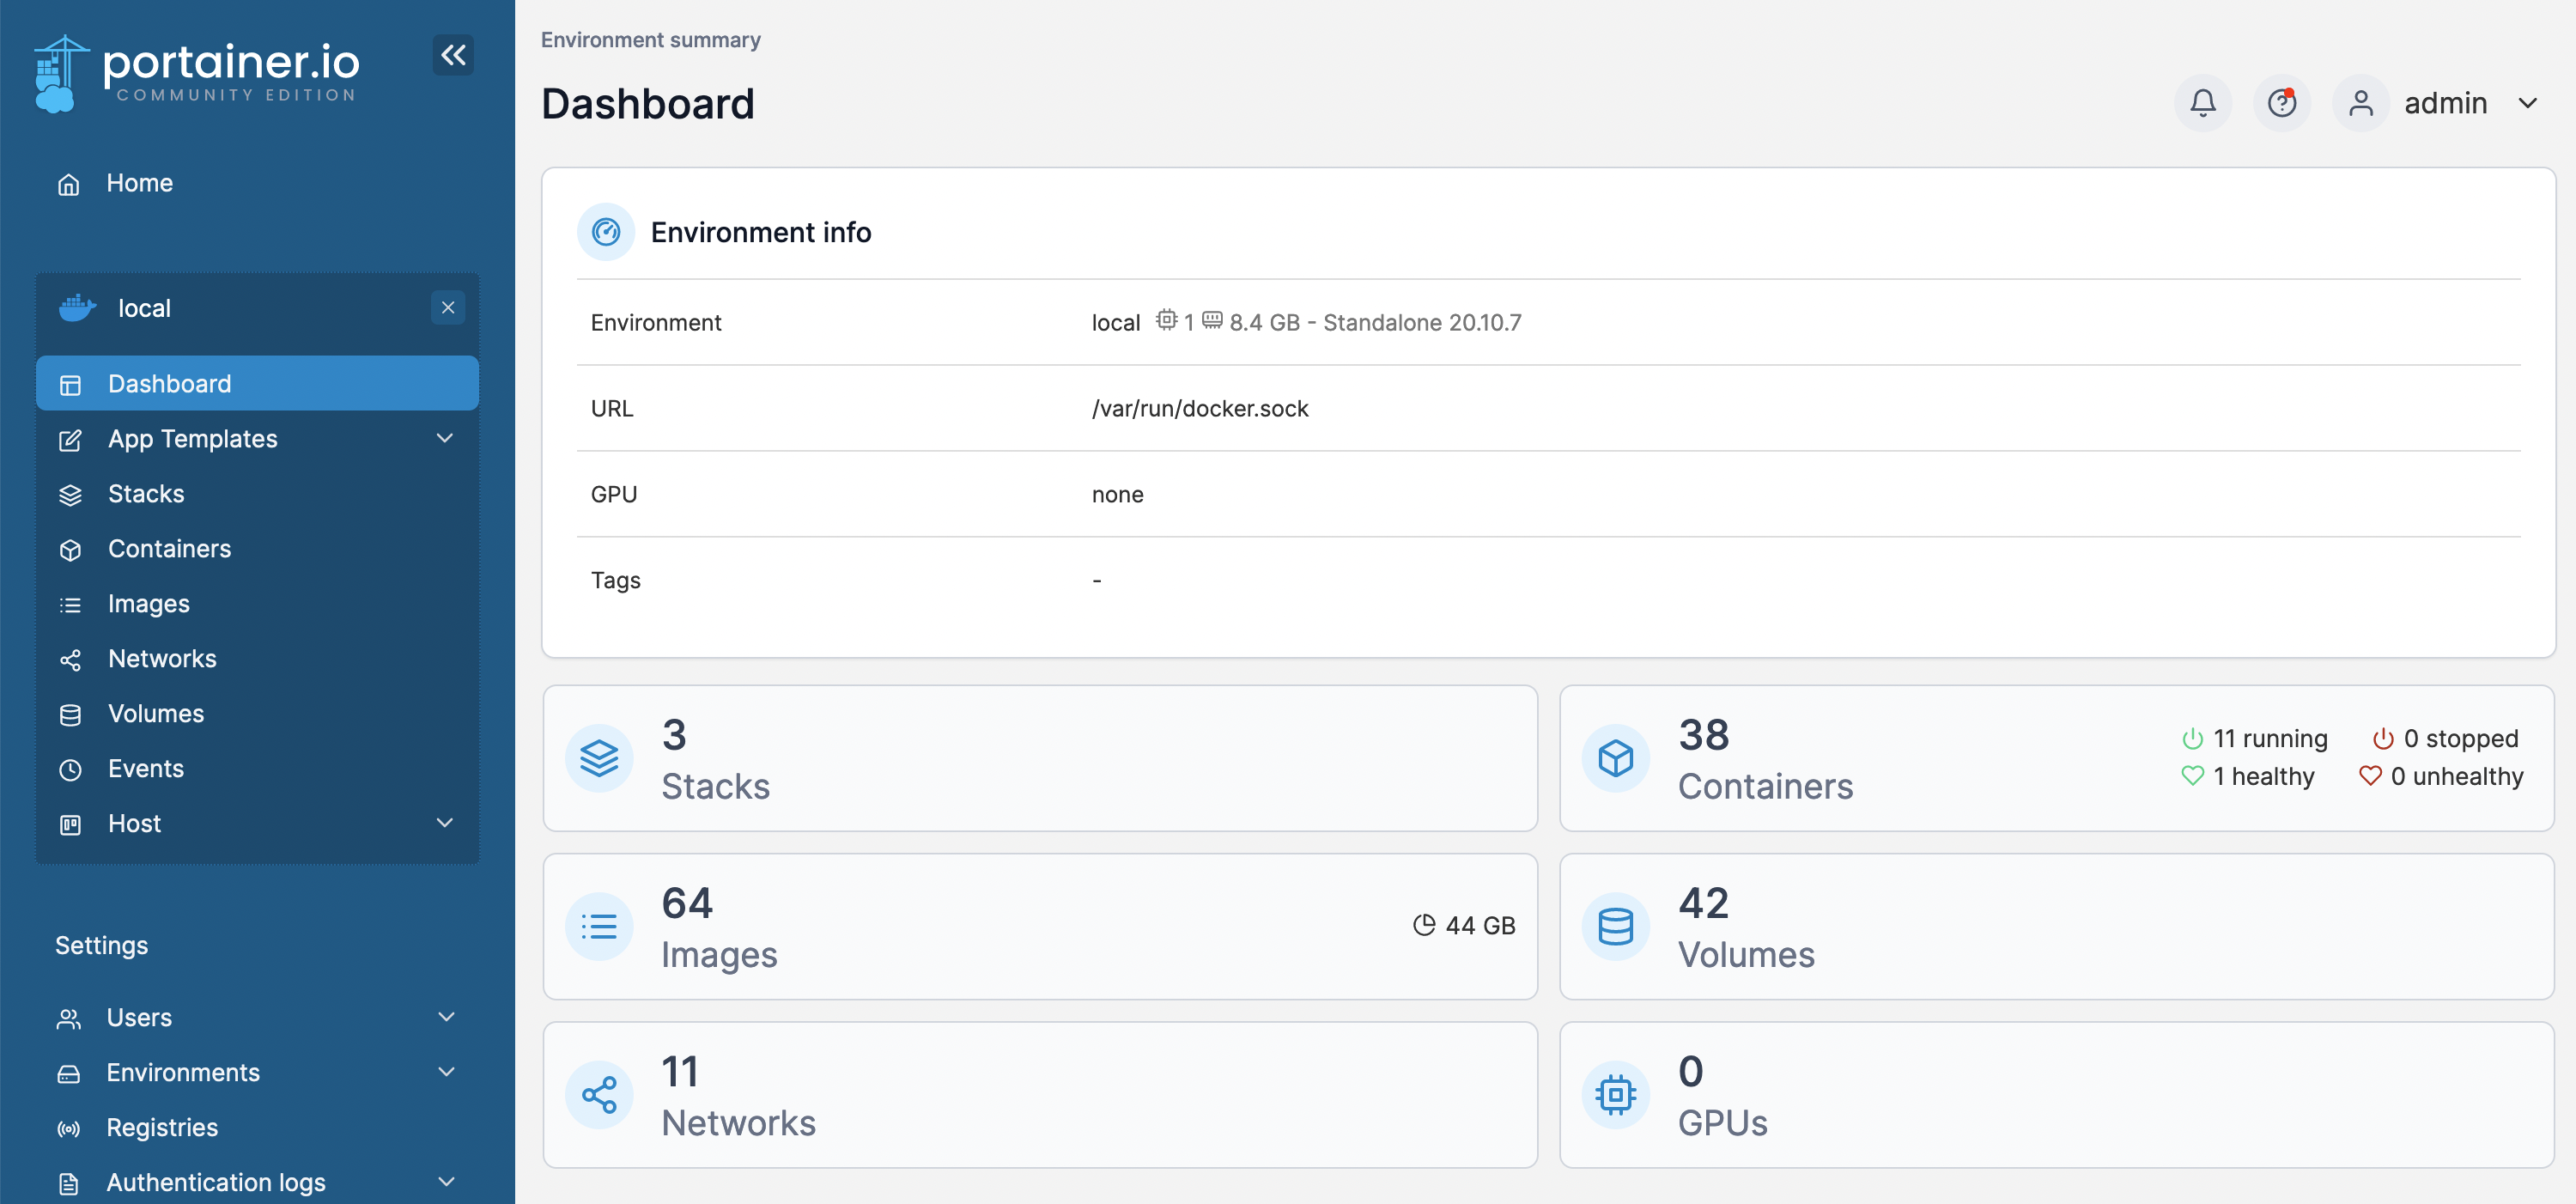 portainer.io
COMMUNITY EDITION
Home
local
Dashboard
App Templates
Stacks
Containers
Images
Networks
Volumes
Events
Host
Settings
Users
Environments
Registries
Authentication logs
Environment summary
Dashboard
admin
Environment info
Environment local 1 8.4 GB - Standalone 20.10.7
URL /var/run/docker.sock
GPU none
Tags -
3
Stacks
38
Containers
11 running 0 stopped
1 healthy 0 unhealthy
64
Images
44 GB
42
Volumes
11
Networks
0
GPUs